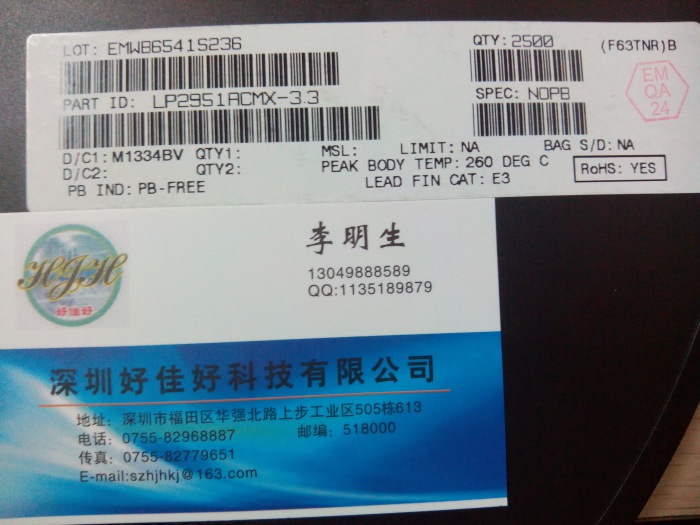 LOT: EMWB6541S236
QTY: 2500
(F63TNR)B
PART ID: LP2951ACMX-3.3
SPEC: NOPB
EM
QA
24
D/C1: M1334BV QTY1: MSL: LIMIT: NA BAG S/D: NA
D/C2: QTY2: PEAK BODY TEMP: 260 DEG C
PB IND: PB-FREE LEAD FIN CAT: E3
RoHS: YES
HJH
好佳好
李明生
13049888589
QQ:1135189879
深圳好佳好科技有限公司
地址: 深圳市福田区华强北路上步工业区505栋613
电话: 0755-82968887 邮编: 518000
传真: 0755-82779651
E-mail:szhjhkj@163.com